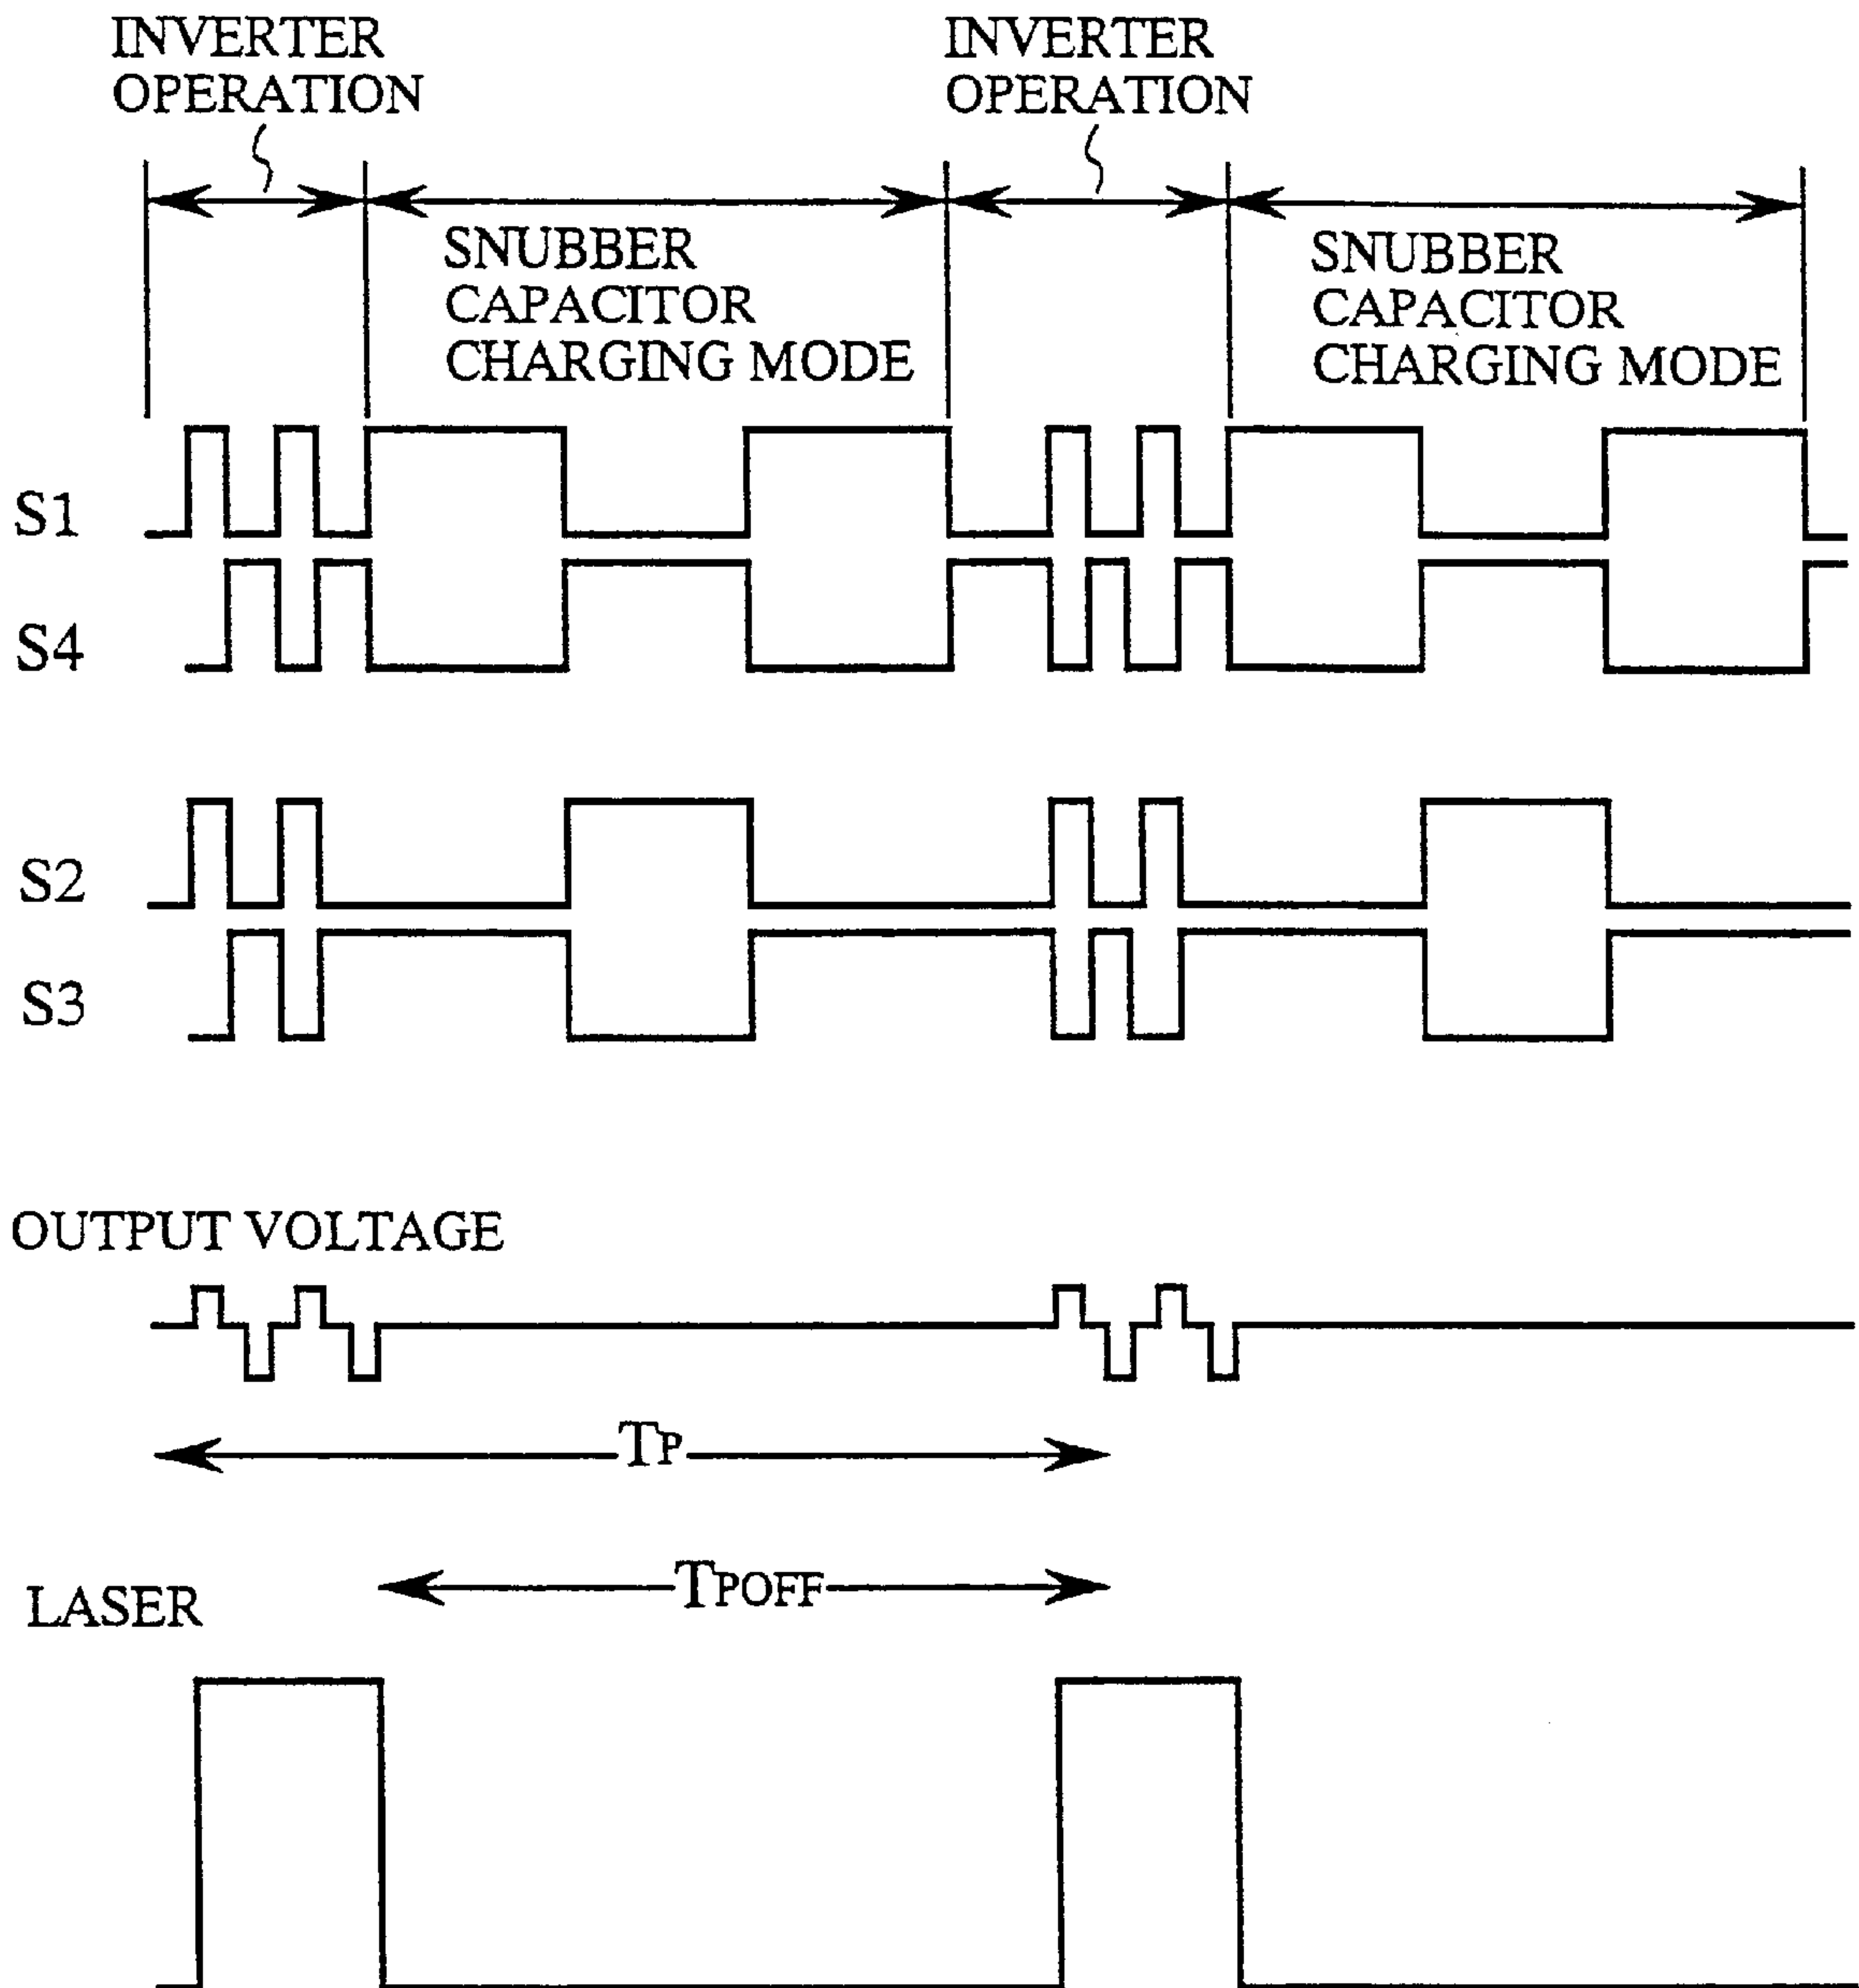 INVERTER
OPERATION
INVERTER
OPERATION
SNUBBER
CAPACITOR
CHARGING MODE
SNUBBER
CAPACITOR
CHARGING MODE
S1
S4
S2
S3
OUTPUT VOLTAGE
TP
TPOFF
LASER